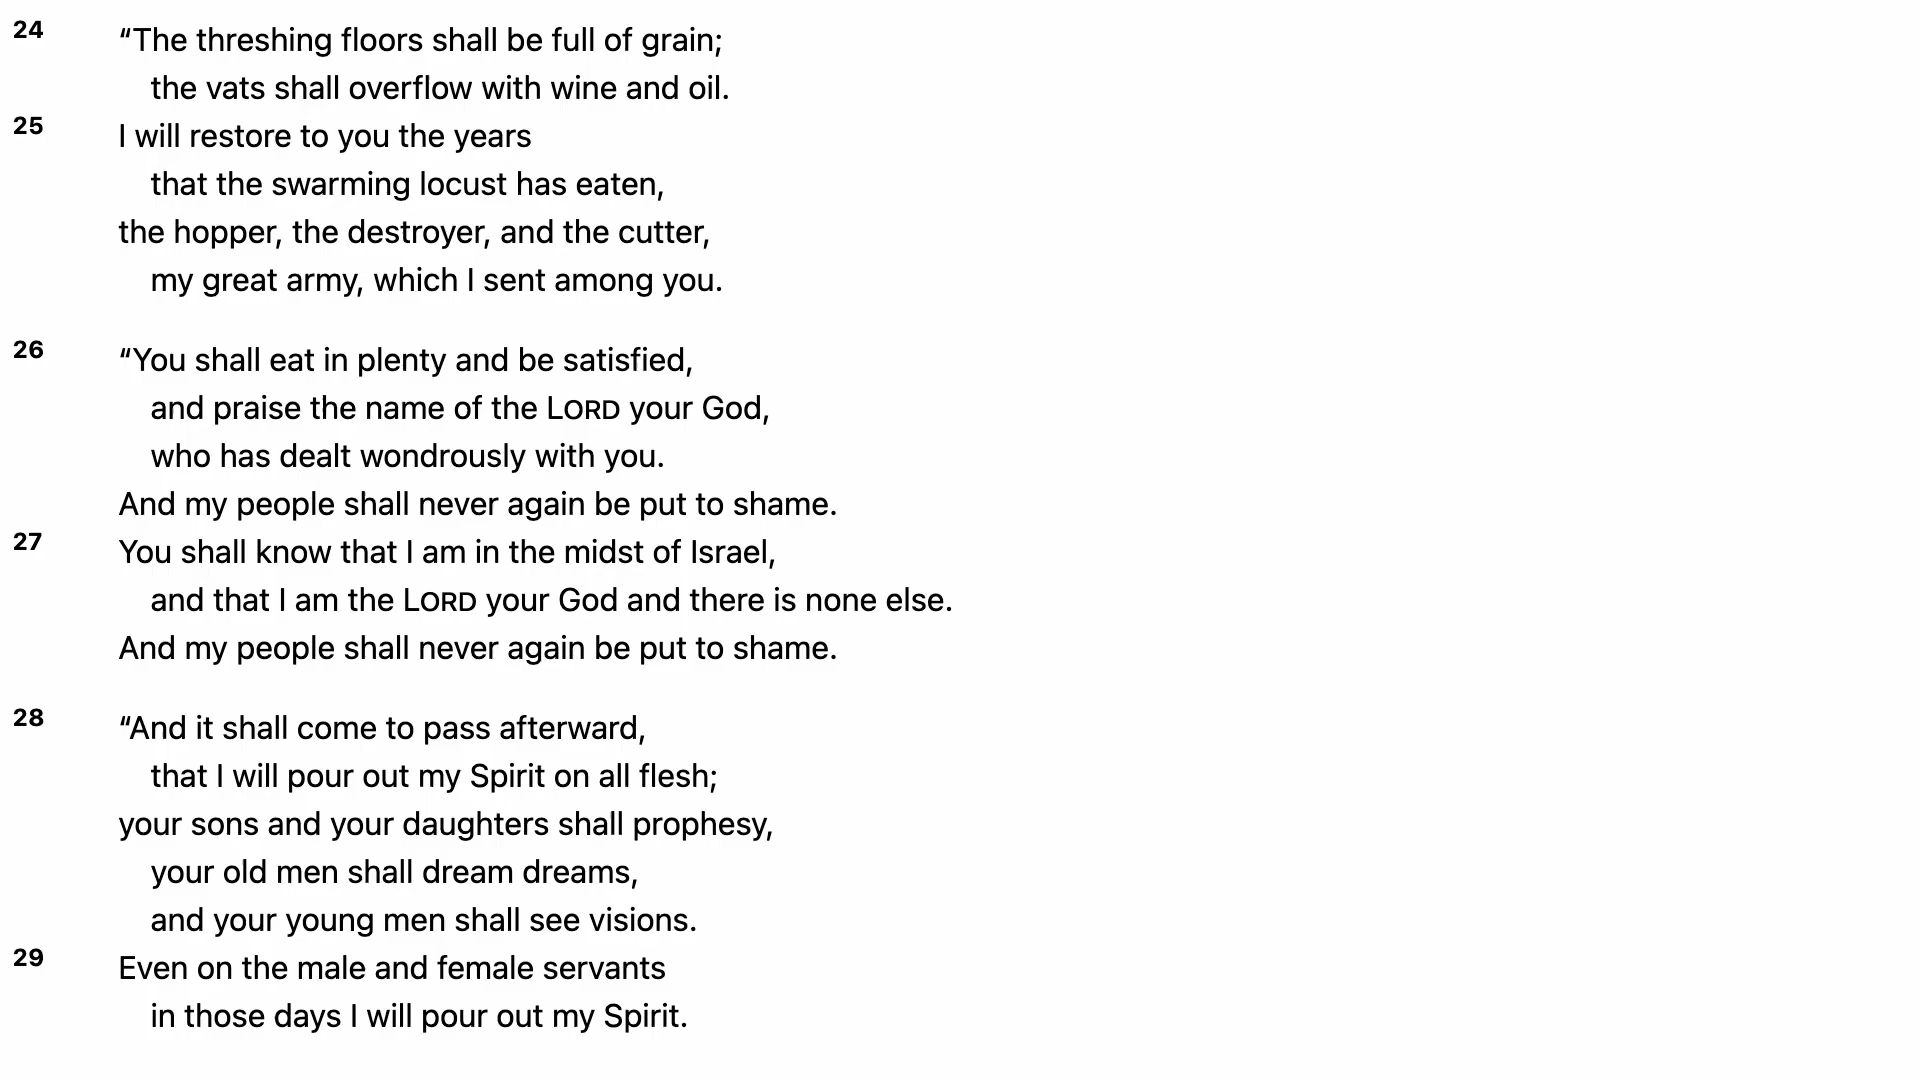 24 “The threshing floors shall be full of grain;
the vats shall overflow with wine and oil.
25 I will restore to you the years
that the swarming locust has eaten,
the hopper, the destroyer, and the cutter,
my great army, which I sent among you.
26 “You shall eat in plenty and be satisfied,
and praise the name of the LORD your God,
who has dealt wondrously with you.
And my people shall never again be put to shame.
27 You shall know that I am in the midst of Israel,
and that I am the LORD your God and there is none else.
And my people shall never again be put to shame.
28 “And it shall come to pass afterward,
that I will pour out my Spirit on all flesh;
your sons and your daughters shall prophesy,
your old men shall dream dreams,
and your young men shall see visions.
29 Even on the male and female servants
in those days I will pour out my Spirit.